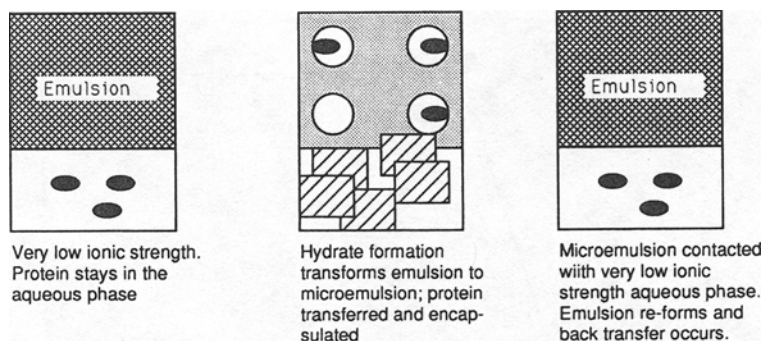 Emulsion
Very low ionic strength.
Protein stays in the
aqueous phase
Hydrate formation
transforms emulsion to
microemulsion; protein
transferred and encap-
sulated
Emulsion
Microemulsion contacted
wiith very low ionic
strength aqueous phase.
Emulsion re-forms and
back transfer occurs.